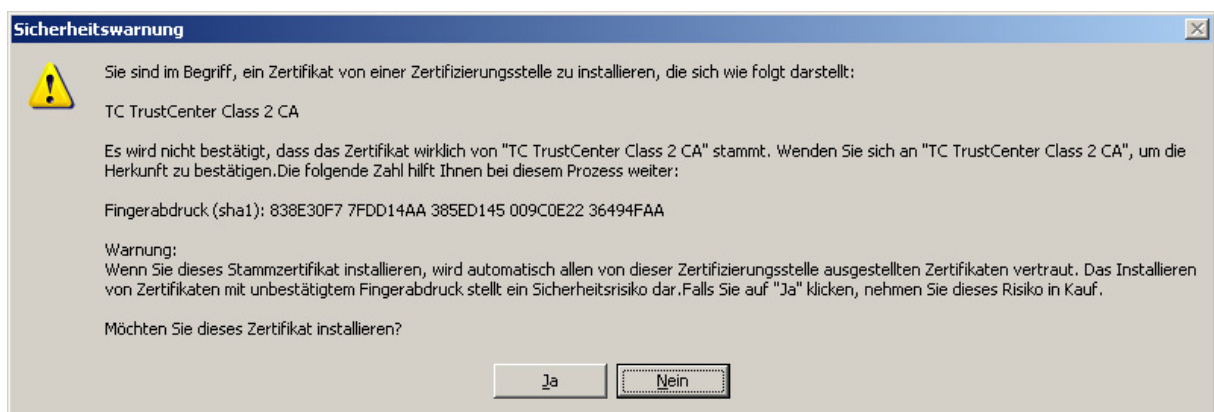 Sicherheitswarnung
Sie sind im Begriff, ein Zertifikat von einer Zertifizierungsstelle zu installieren, die sich wie folgt darstellt:
TC TrustCenter Class 2 CA
Es wird nicht bestätigt, dass das Zertifikat wirklich von "TC TrustCenter Class 2 CA" stammt. Wenden Sie sich an "TC TrustCenter Class 2 CA", um die
Herkunft zu bestätigen.Die folgende Zahl hilft Ihnen bei diesem Prozess weiter:
Fingerabdruck (sha1): 838E30F7 7FDD14AA 385ED145 009C0E22 36494FAA
Warnung:
Wenn Sie dieses Stammzertifikat installieren, wird automatisch allen von dieser Zertifizierungsstelle ausgestellten Zertifikaten vertraut. Das Installieren
von Zertifikaten mit unbestätigtem Fingerabdruck stellt ein Sicherheitsrisiko dar.Falls Sie auf "Ja" klicken, nehmen Sie dieses Risiko in Kauf.
Möchten Sie dieses Zertifikat installieren?
Ja
Nein